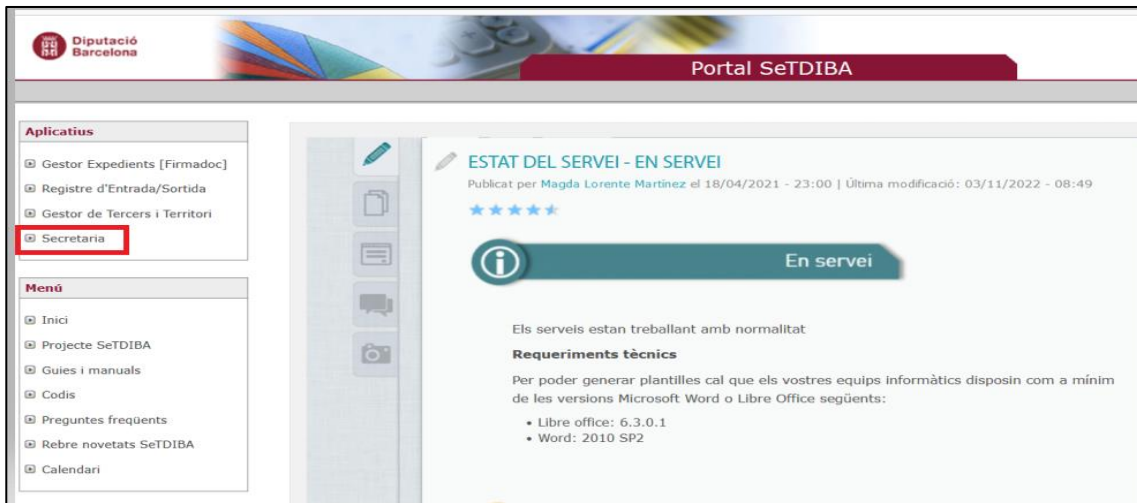 Diputació
Barcelona
Portal SeTDIBA
Aplicatius
Gestor Expedients [Firmadoc]
Registre d'Entrada/Sortida
Gestor de Tercers i Territori
Secretaria
Menú
Inici
Projecte SeTDIBA
Guies i manuals
Codis
Preguntes freqüents
Rebre novetats SeTDIBA
Calendari
ESTAT DEL SERVEI - EN SERVEI
Publicat per Magda Lorente Martínez el 18/04/2021 - 23:00 | Última modificació: 03/11/2022 - 08:49
En servei
Els serveis estan treballant amb normalitat
Requeriments tècnics
Per poder generar plantilles cal que els vostres equips informàtics disposin com a mínim
de les versions Microsoft Word o Libre Office següents:
• Libre office: 6.3.0.1
• Word: 2010 SP2